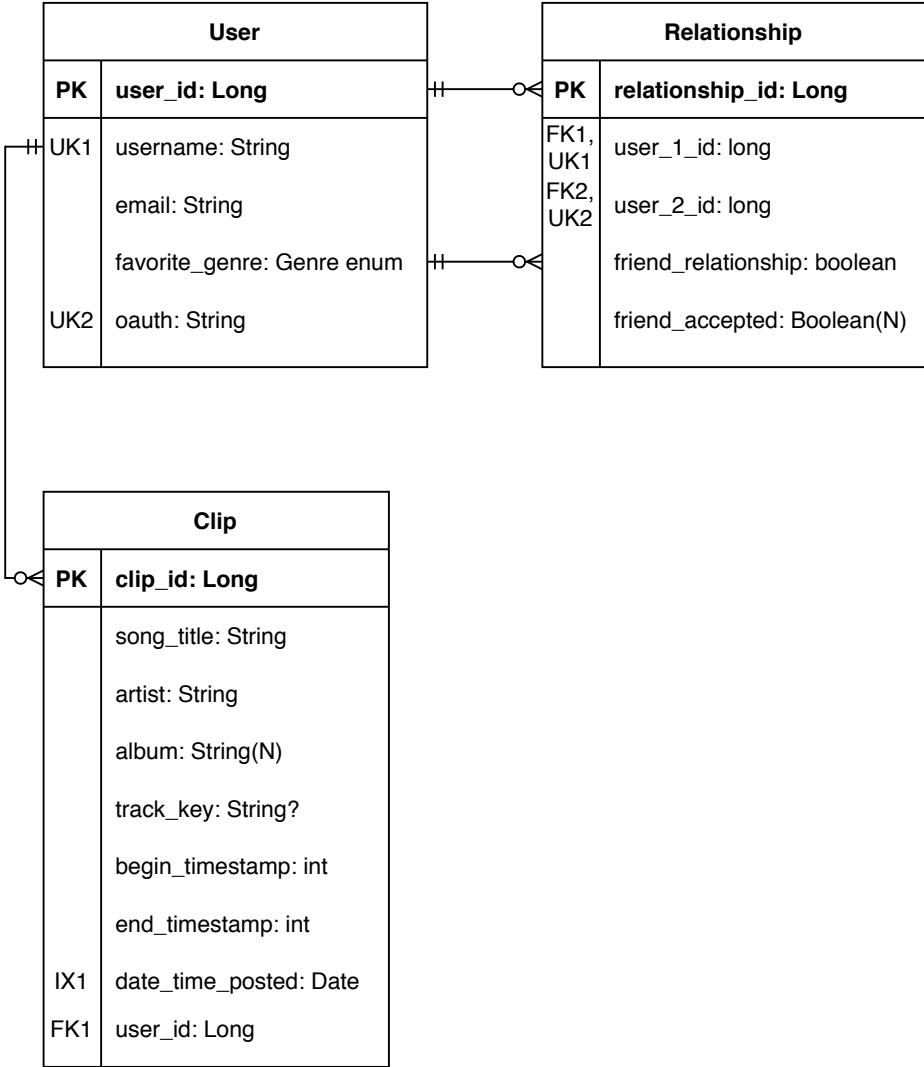 User
PK user_id: Long
UK1 username: String
email: String
favorite_genre: Genre enum
UK2 oauth: String
Relationship
PK relationship_id: Long
FK1,
UK1 user_1_id: long
FK2,
UK2 user_2_id: long
friend_relationship: boolean
friend_accepted: Boolean(N)
Clip
PK clip_id: Long
song_title: String
artist: String
album: String(N)
track_key: String?
begin_timestamp: int
end_timestamp: int
IX1 date_time_posted: Date
FK1 user_id: Long